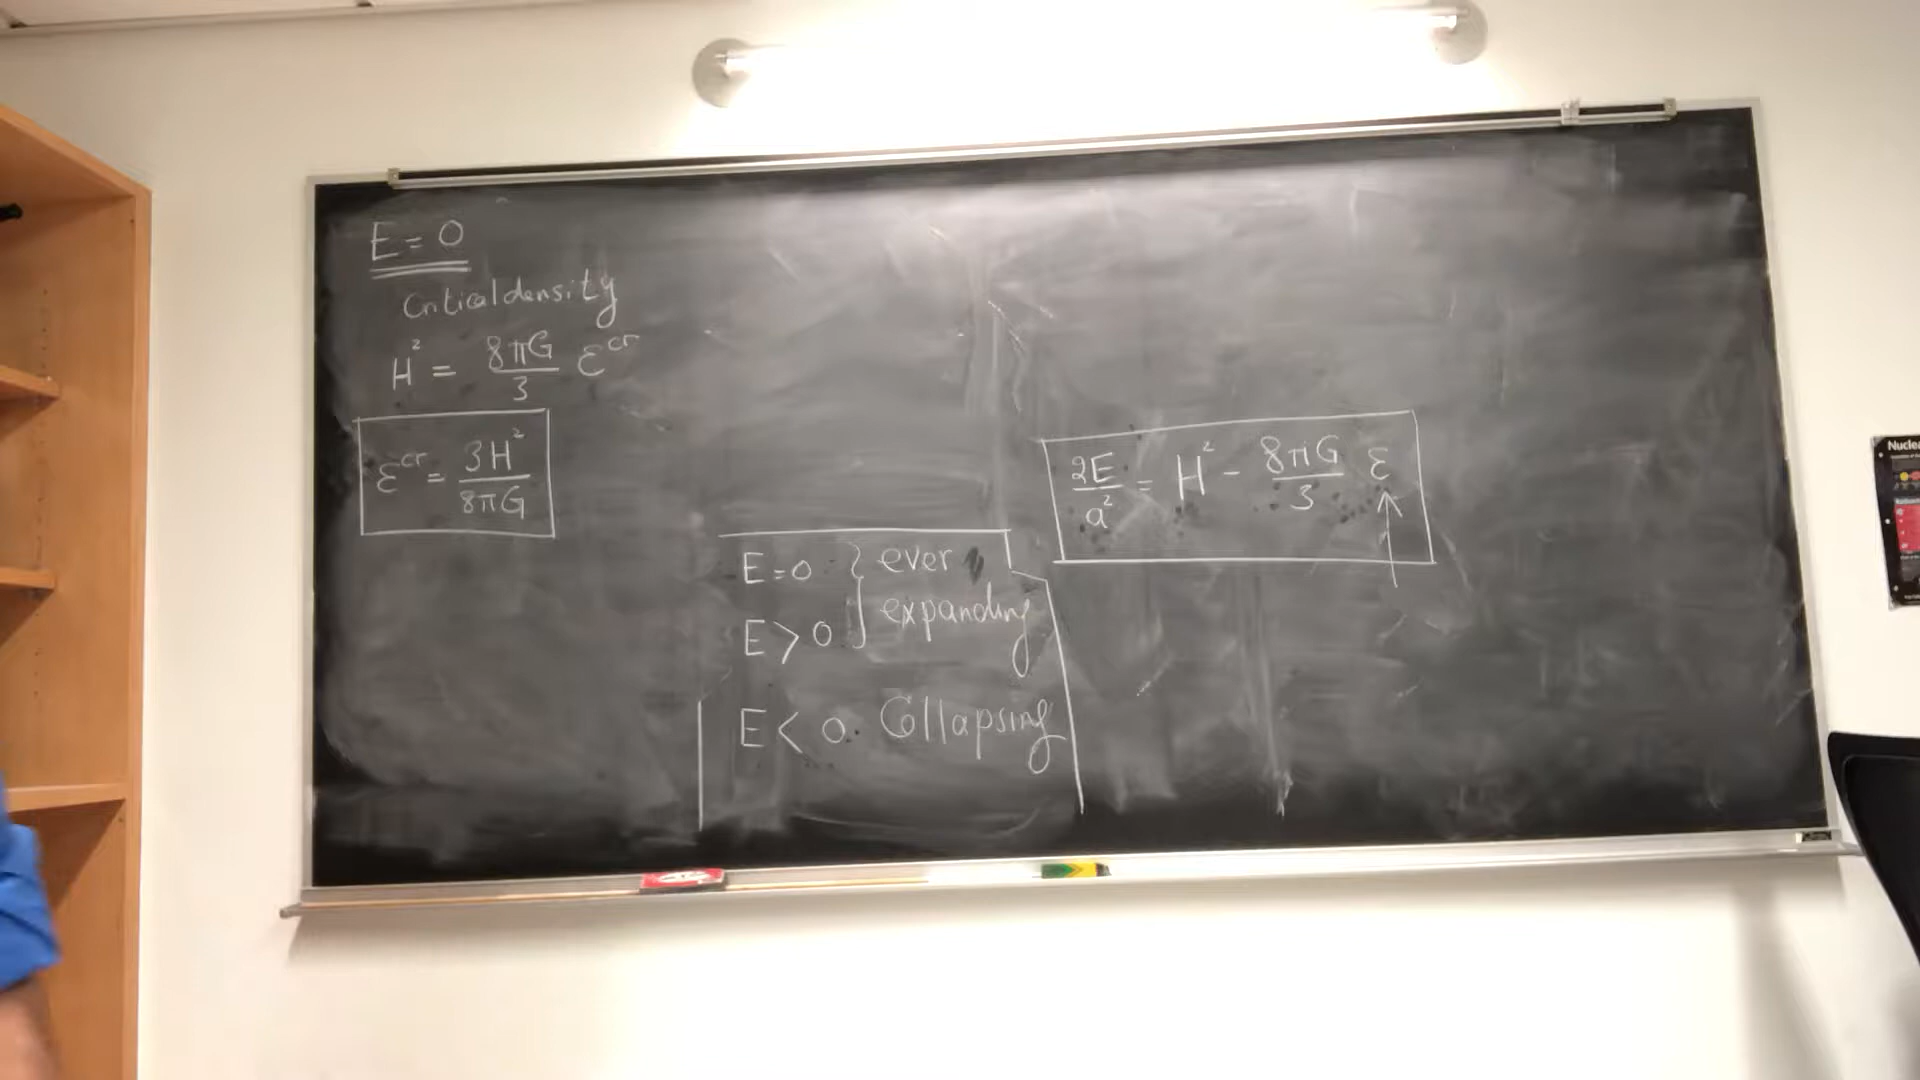 E = 0
Critical density
H² = 8πG/3 ε^cr
ε^cr = 3H²/8πG
2E/a² = H² - 8πG/3 ε
E = 0 } ever
E > 0 } expanding
E < 0. Collapsing
Nuclea